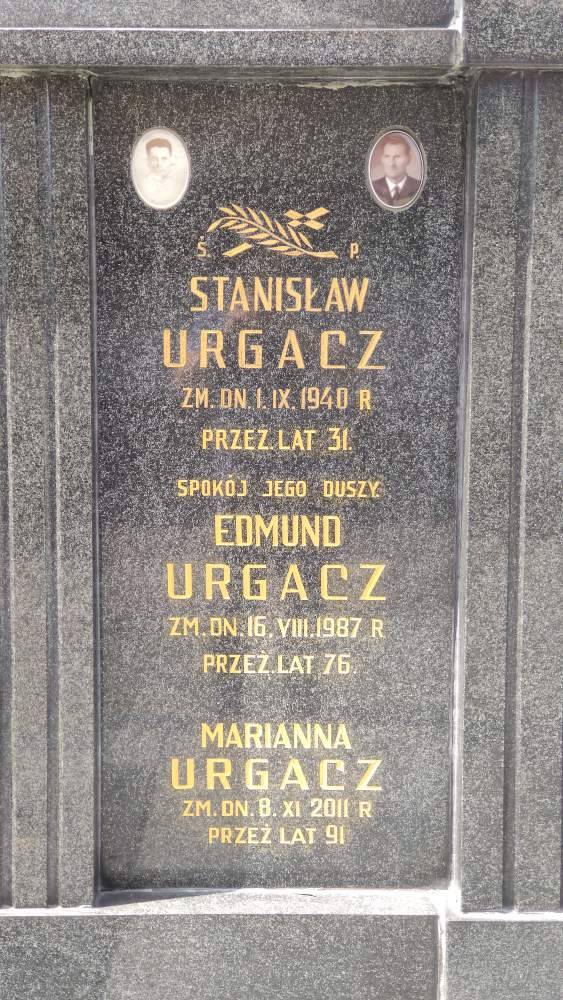 Ś. P.
STANISŁAW
URGACZ
ZM. DN. 1. IX. 1940 R
PRZEŻ. LAT 31.
SPOKÓJ JEGO DUSZY.
EDMUND
URGACZ
ZM. DN. 16. VIII. 1987 R
PRZEŻ. LAT 76.
MARIANNA
URGACZ
ZM. DN. 8. XI 2011 R
PRZEŻ LAT 91